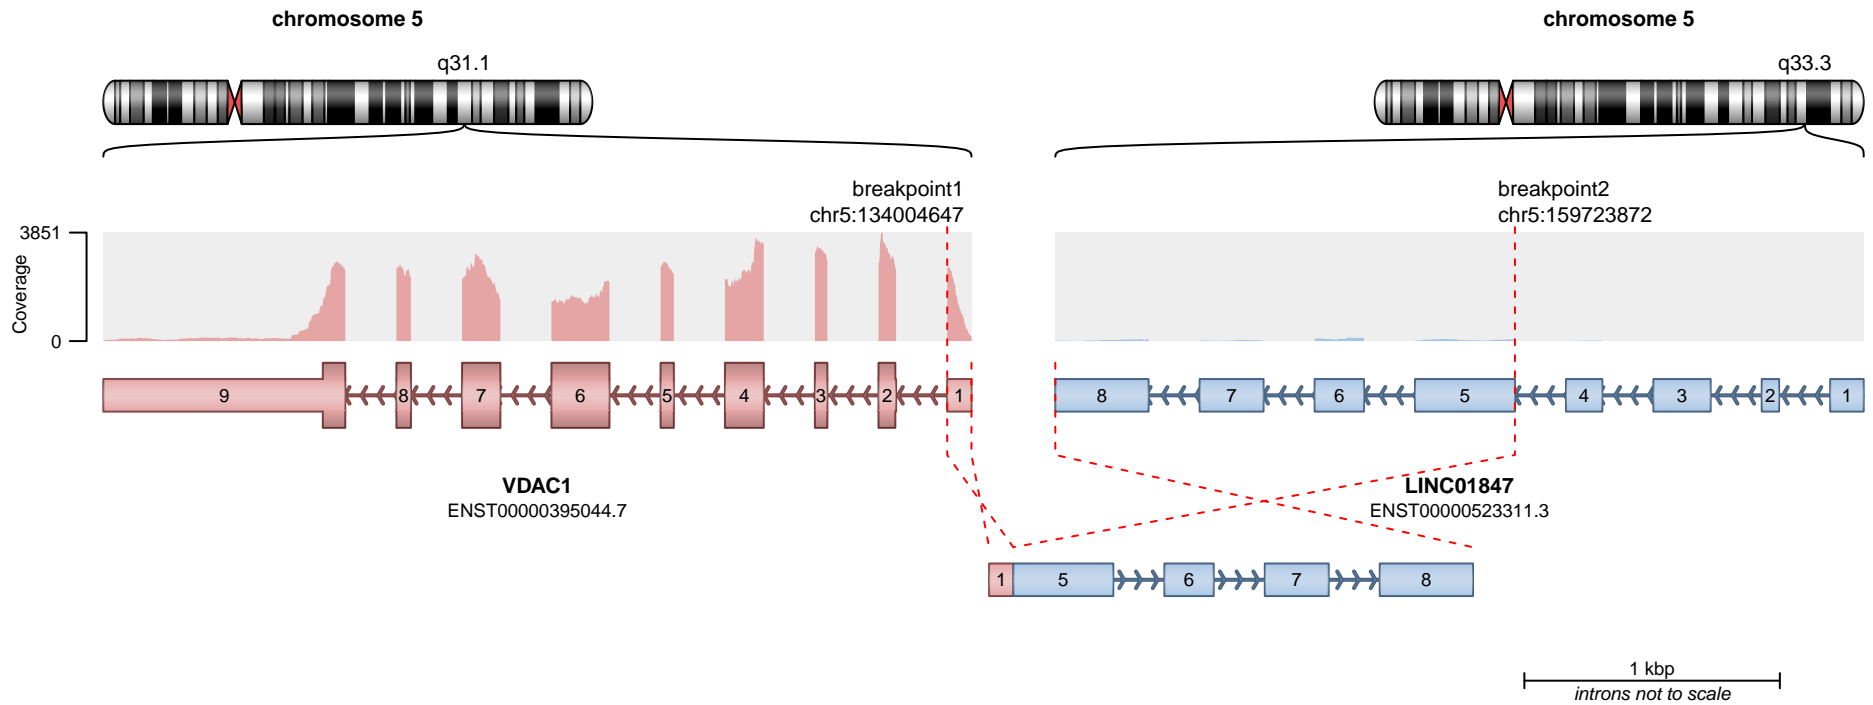 chromosome 5
chromosome 5
q31.1
q33.3
breakpoint1
chr5:134004647
breakpoint2
chr5:159723872
3851
0
Coverage
9 8 7 6 5 4 3 2 1
8 7 6 5 4 3 2 1
VDAC1
ENST00000395044.7
LINC01847
ENST00000523311.3
1 5 6 7 8
1 kbp
introns not to scale